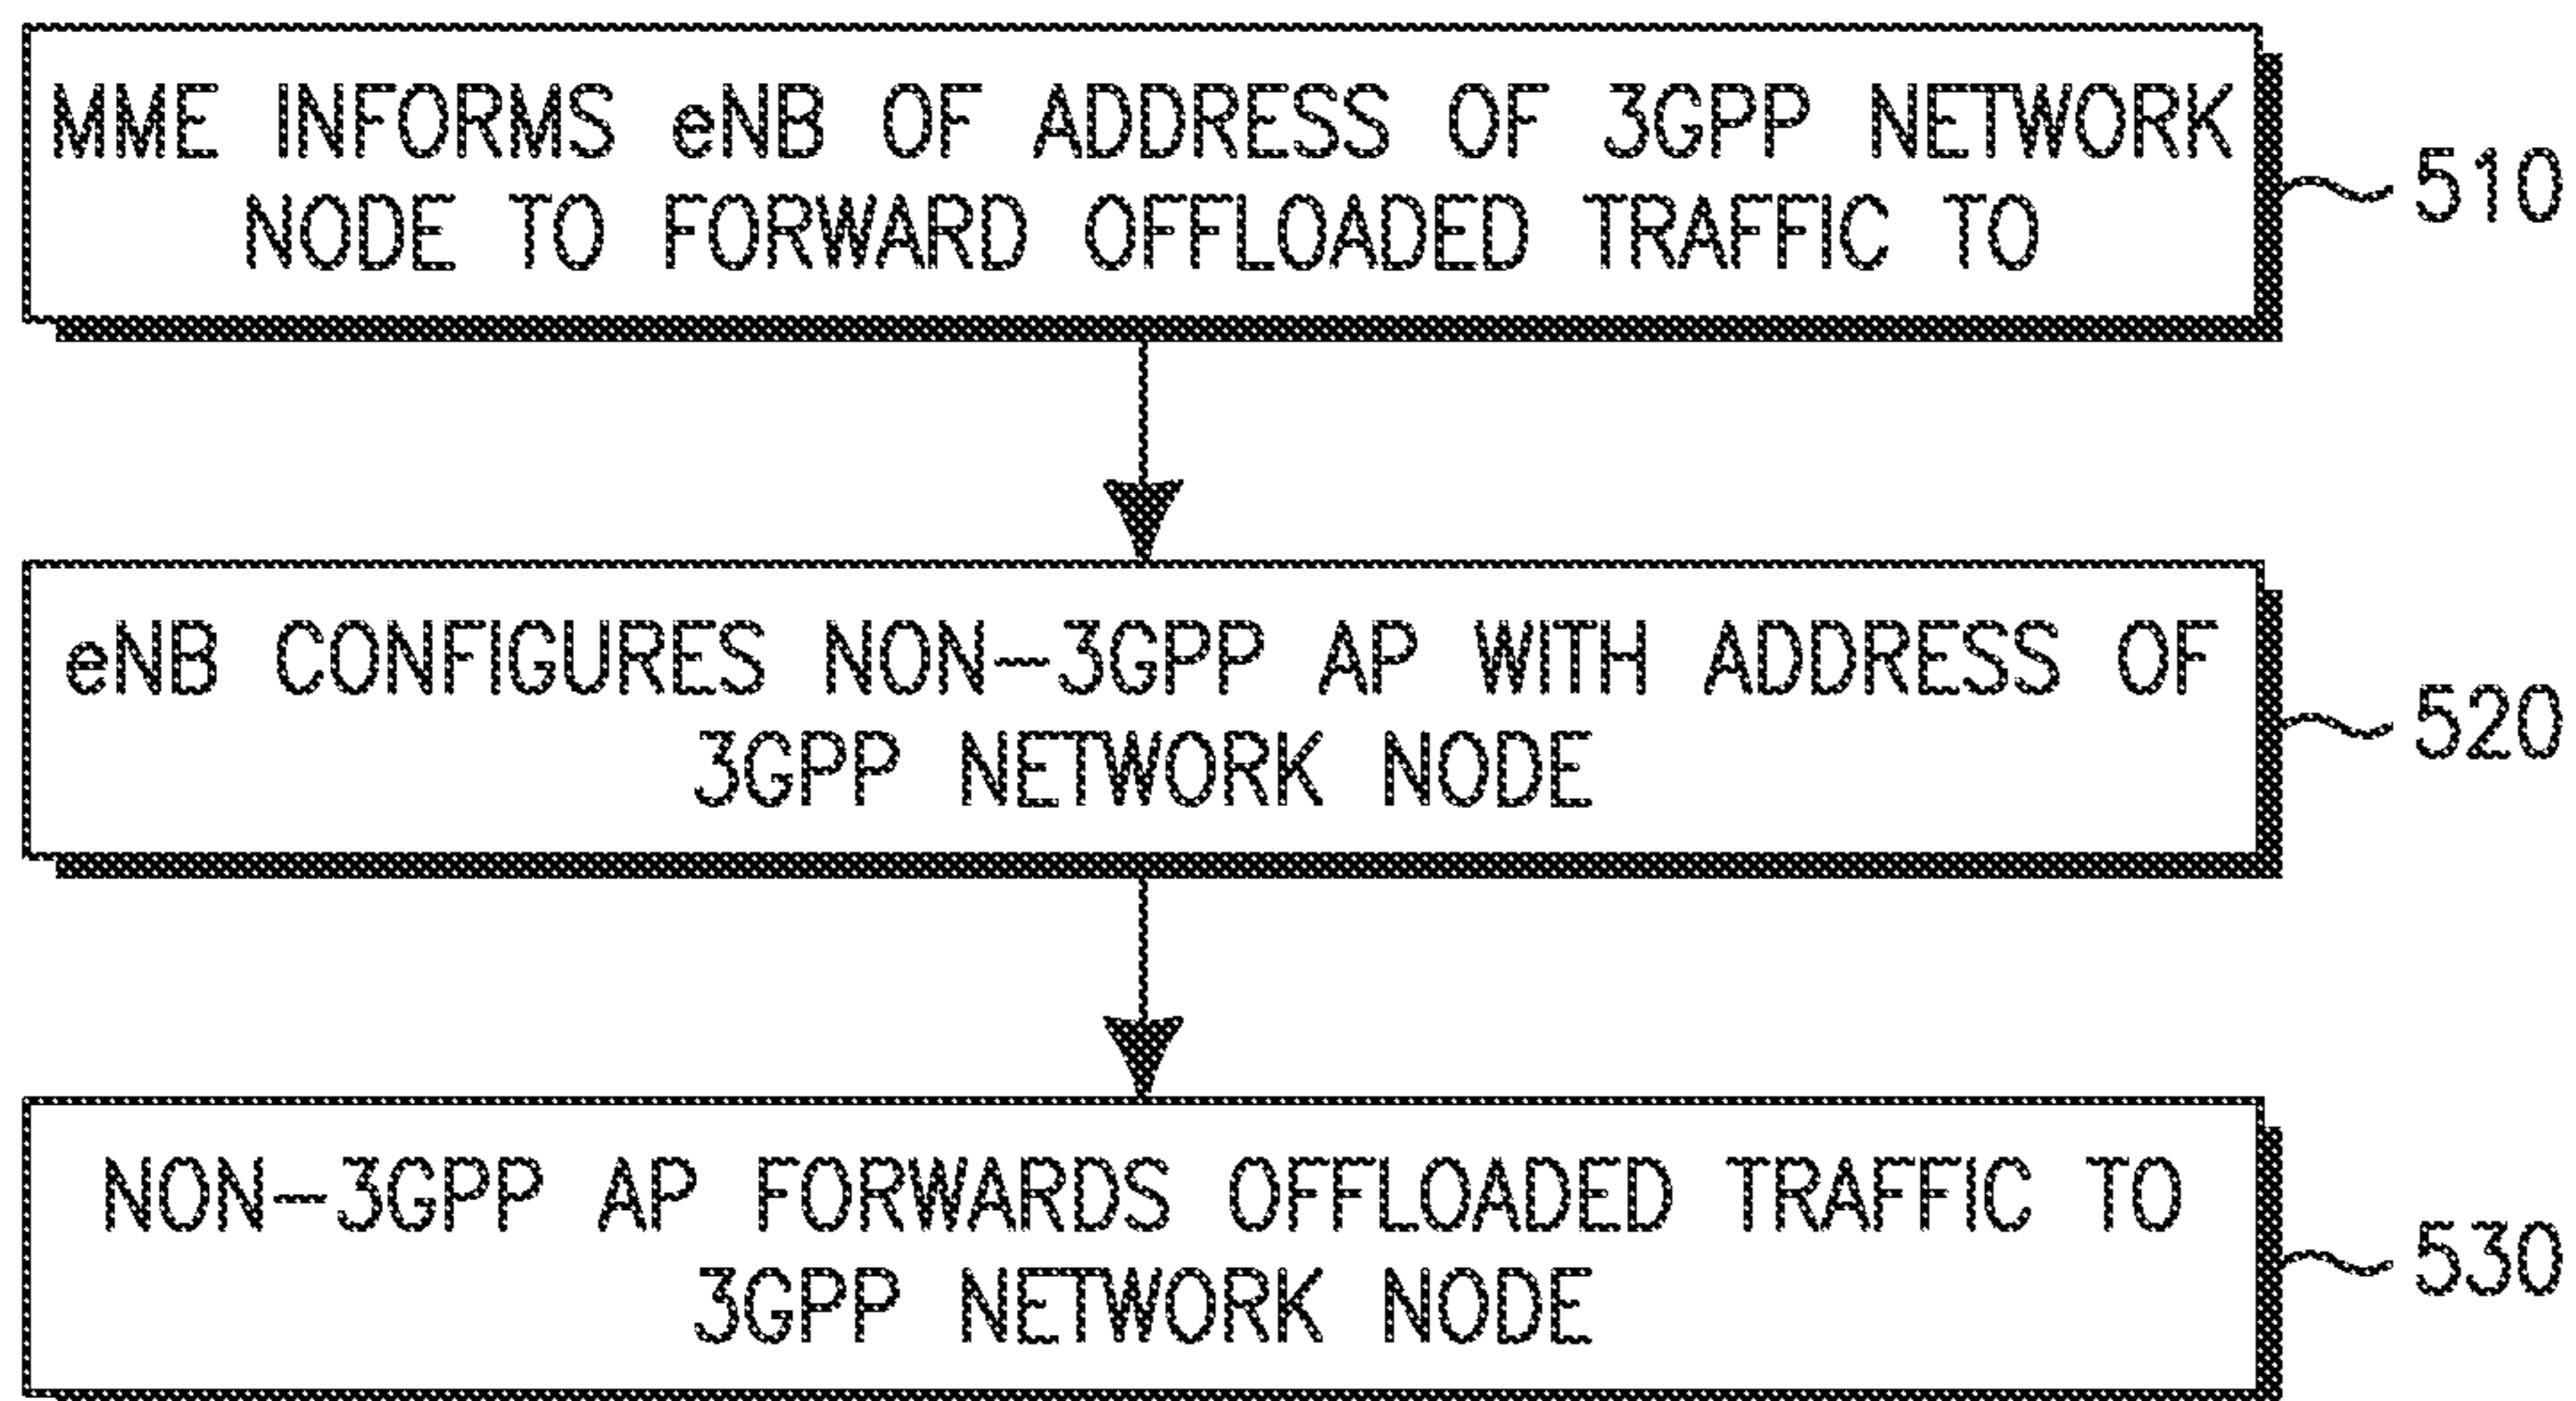 MME INFORMS eNB OF ADDRESS OF 3GPP NETWORK
NODE TO FORWARD OFFLOADED TRAFFIC TO
510
eNB CONFIGURES NON-3GPP AP WITH ADDRESS OF
3GPP NETWORK NODE
520
NON-3GPP AP FORWARDS OFFLOADED TRAFFIC TO
3GPP NETWORK NODE
530